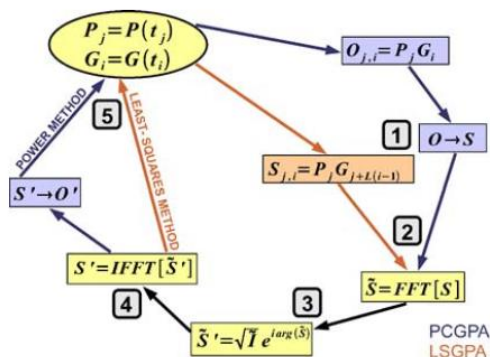 P_j = P(t_j)
G_i = G(t_i)
O_{j,i} = P_j G_i
1
O → S
S_{j,i} = P_j G_{j+L(i-1)}
2
S̃ = FFT[S]
3
S̃' = √Ĩ e^{i arg(S̃)}
4
S' = IFFT[S̃']
S' → O'
5
POWER METHOD
LEAST-SQUARES METHOD
PCGPA
LSGPA